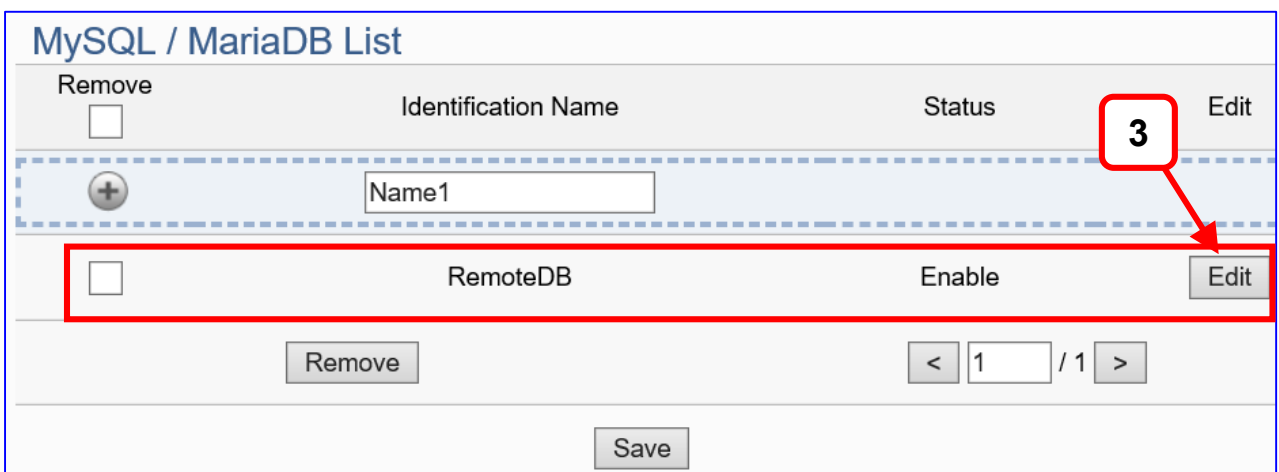 MySQL / MariaDB List
Remove Identification Name Status Edit
3
Name1
RemoteDB Enable Edit
Remove < 1 / 1 >
Save